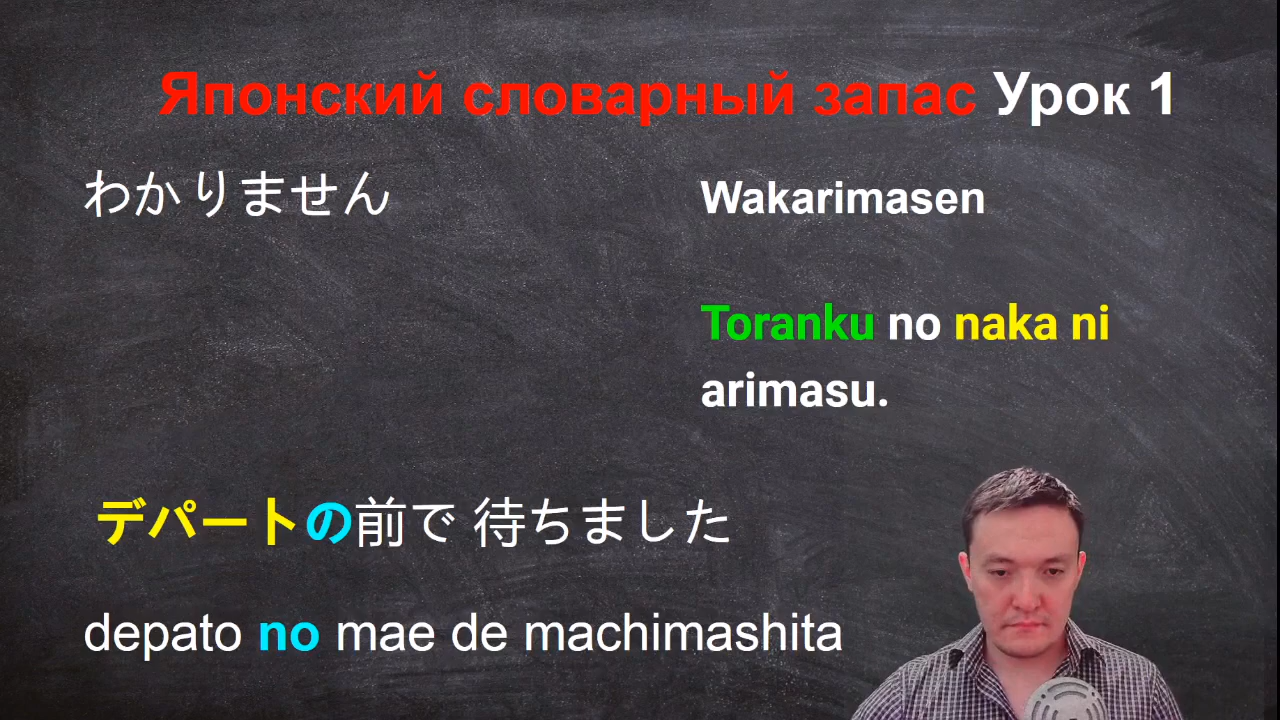 Японский словарный запас Урок 1
わかりません
Wakarimasen
Toranku no naka ni
arimasu.
デパートの前で 待ちました
depato no mae de machimashita